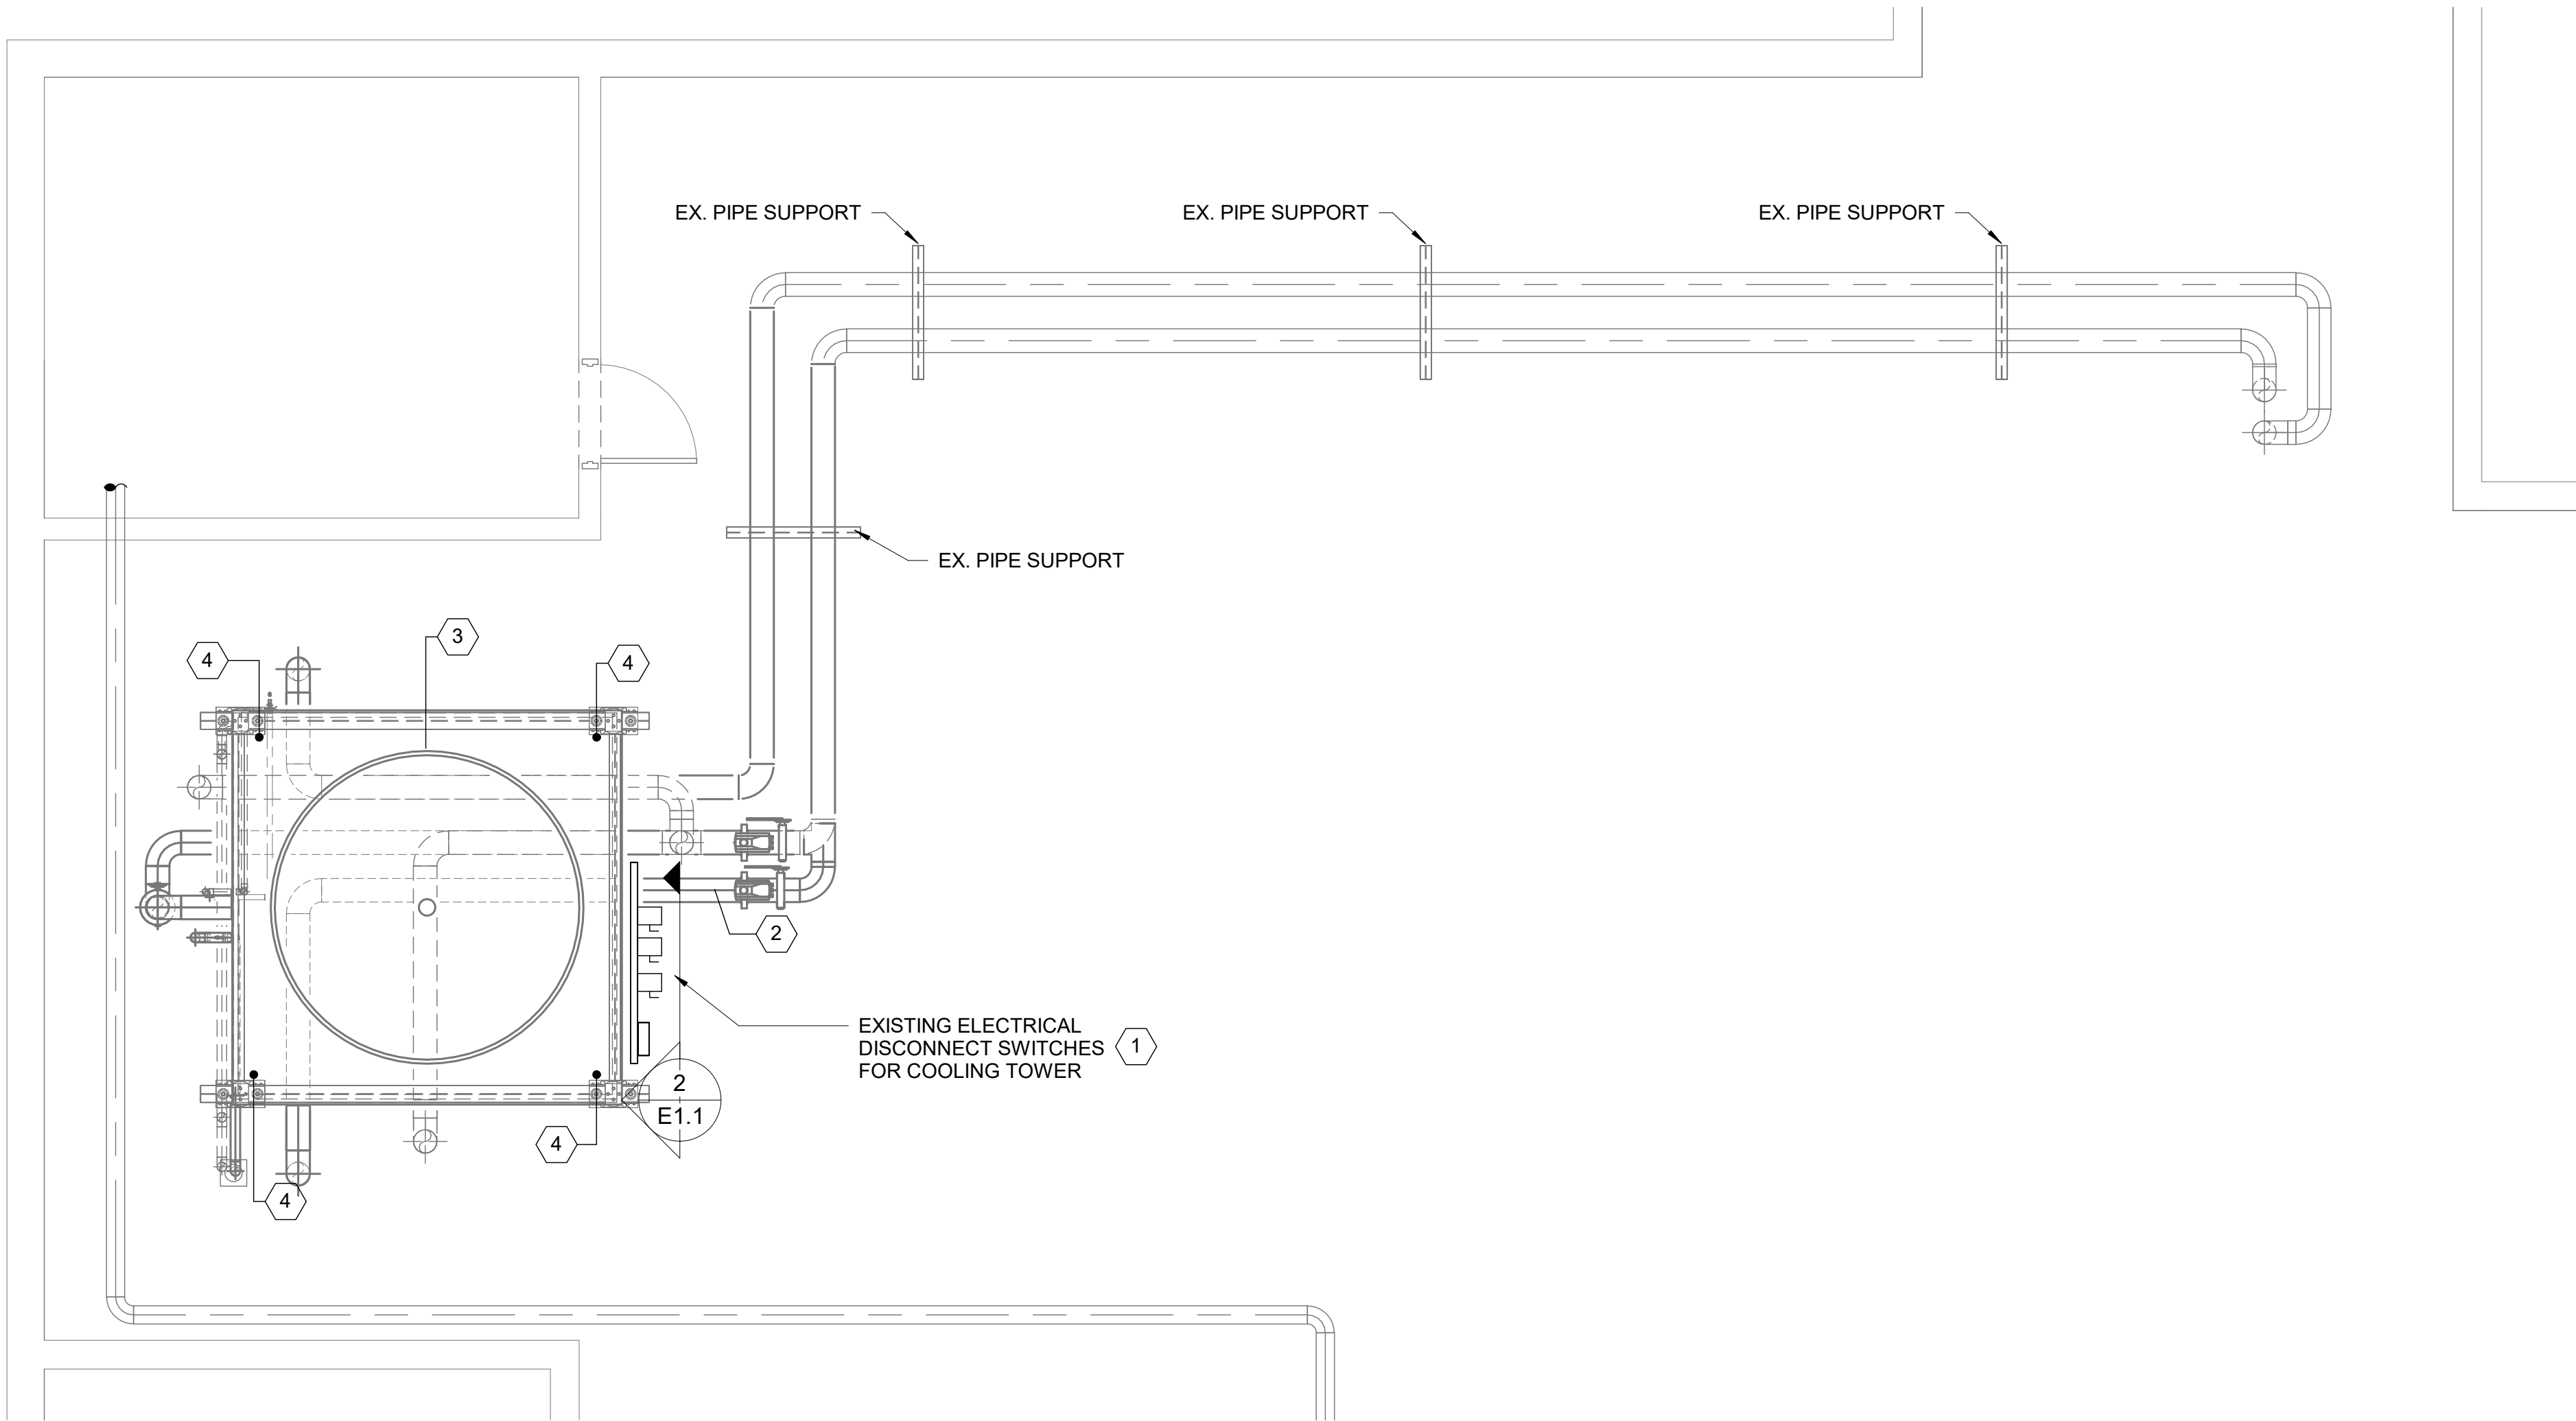 EX. PIPE SUPPORT
EX. PIPE SUPPORT
EX. PIPE SUPPORT
EX. PIPE SUPPORT
3
4
4
2
EXISTING ELECTRICAL
DISCONNECT SWITCHES
FOR COOLING TOWER
1
2
E1.1
4
4